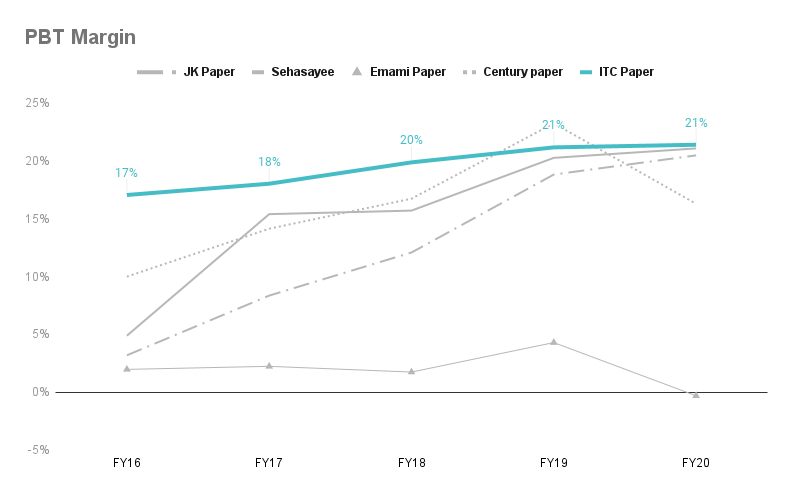 PBT Margin
JK Paper Sehasayee Emami Paper Century paper ITC Paper
25%
20%
15%
10%
5%
0%
-5%
17% 18% 20% 21% 21%
FY16 FY17 FY18 FY19 FY20